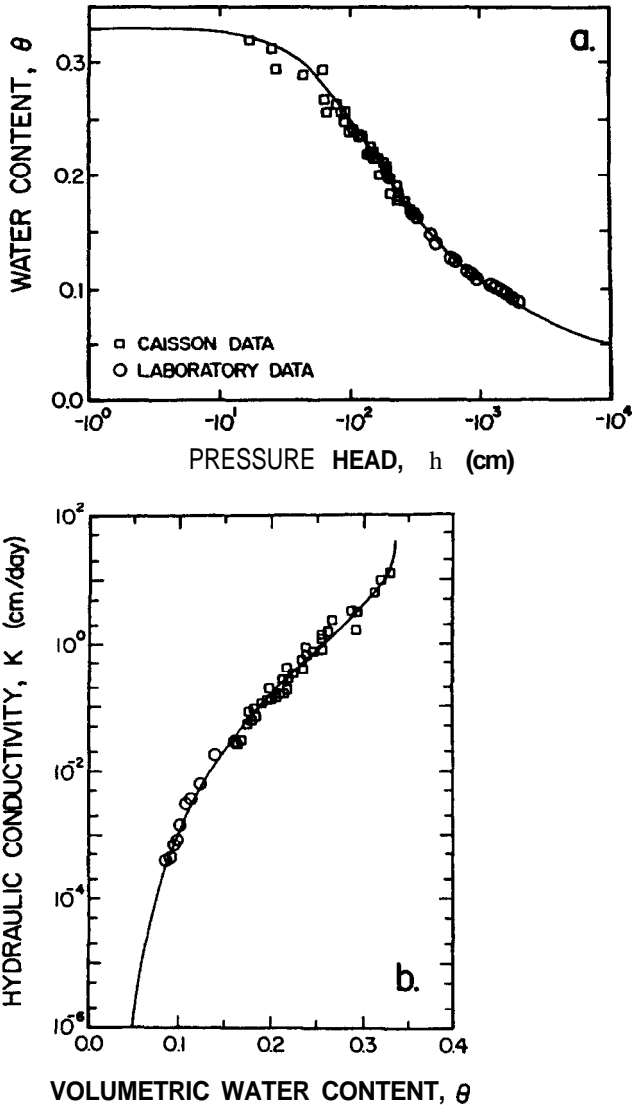 a.
WATER CONTENT, θ
0.3
0.2
0.1
0.0
□ CAISSON DATA
○ LABORATORY DATA
-10⁰ -10¹ -10² -10³ -10⁴
PRESSURE HEAD, h (cm)
HYDRAULIC CONDUCTIVITY, K (cm/day)
10²
10⁰
10⁻²
10⁻⁴
10⁻⁶
b.
0.0 0.1 0.2 0.3 0.4
VOLUMETRIC WATER CONTENT, θ